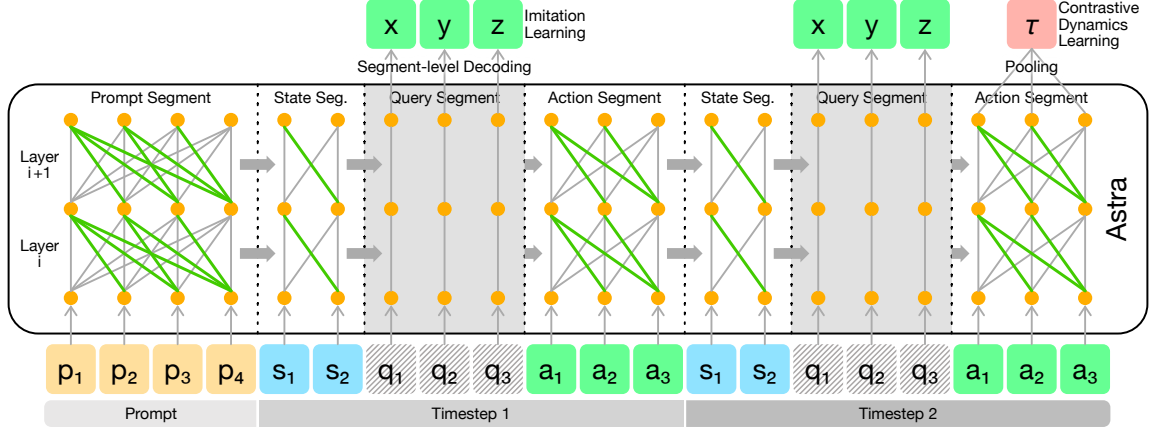 x y z Imitation Learning
x y z τ Contrastive Dynamics Learning
Segment-level Decoding
Pooling
Prompt Segment State Seg. Query Segment Action Segment State Seg. Query Segment Action Segment
Layer
i+1
Layer
i
Astra
p1 p2 p3 p4 s1 s2 q1 q2 q3 a1 a2 a3 s1 s2 q1 q2 q3 a1 a2 a3
Prompt Timestep 1 Timestep 2